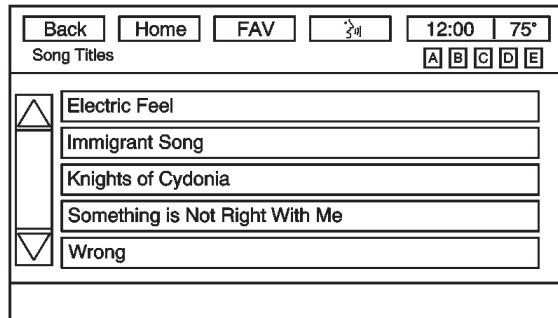 Back Home FAV 12:00 75°
Song Titles A B C D E
Electric Feel
Immigrant Song
Knights of Cydonia
Something is Not Right With Me
Wrong